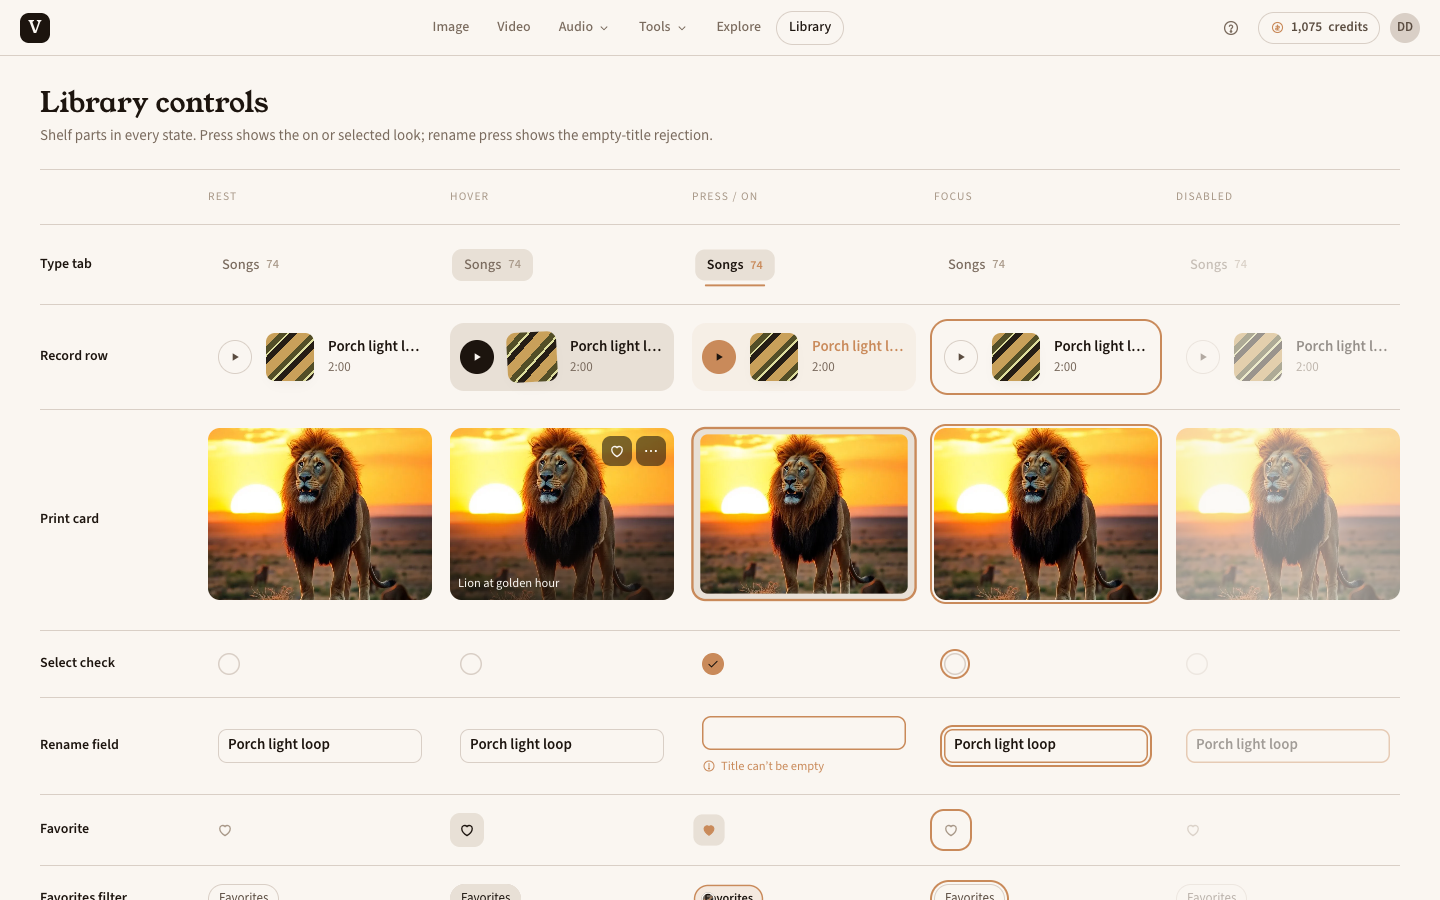 V Image Video Audio Tools Explore Library 1,075 credits DD
Library controls
Shelf parts in every state. Press shows the on or selected look; rename press shows the empty-title rejection.
REST HOVER PRESS / ON FOCUS DISABLED
Type tab Songs 74 Songs 74 Songs 74 Songs 74 Songs 74
Record row Porch light l… Porch light l… Porch light l… Porch light l… Porch light l…
2:00 2:00 2:00 2:00 2:00
Print card
Lion at golden hour
Select check
Rename field Porch light loop Porch light loop Porch light loop Porch light loop
Title can't be empty
Favorite
Favorites filter Favorites Favorites Favorites Favorites